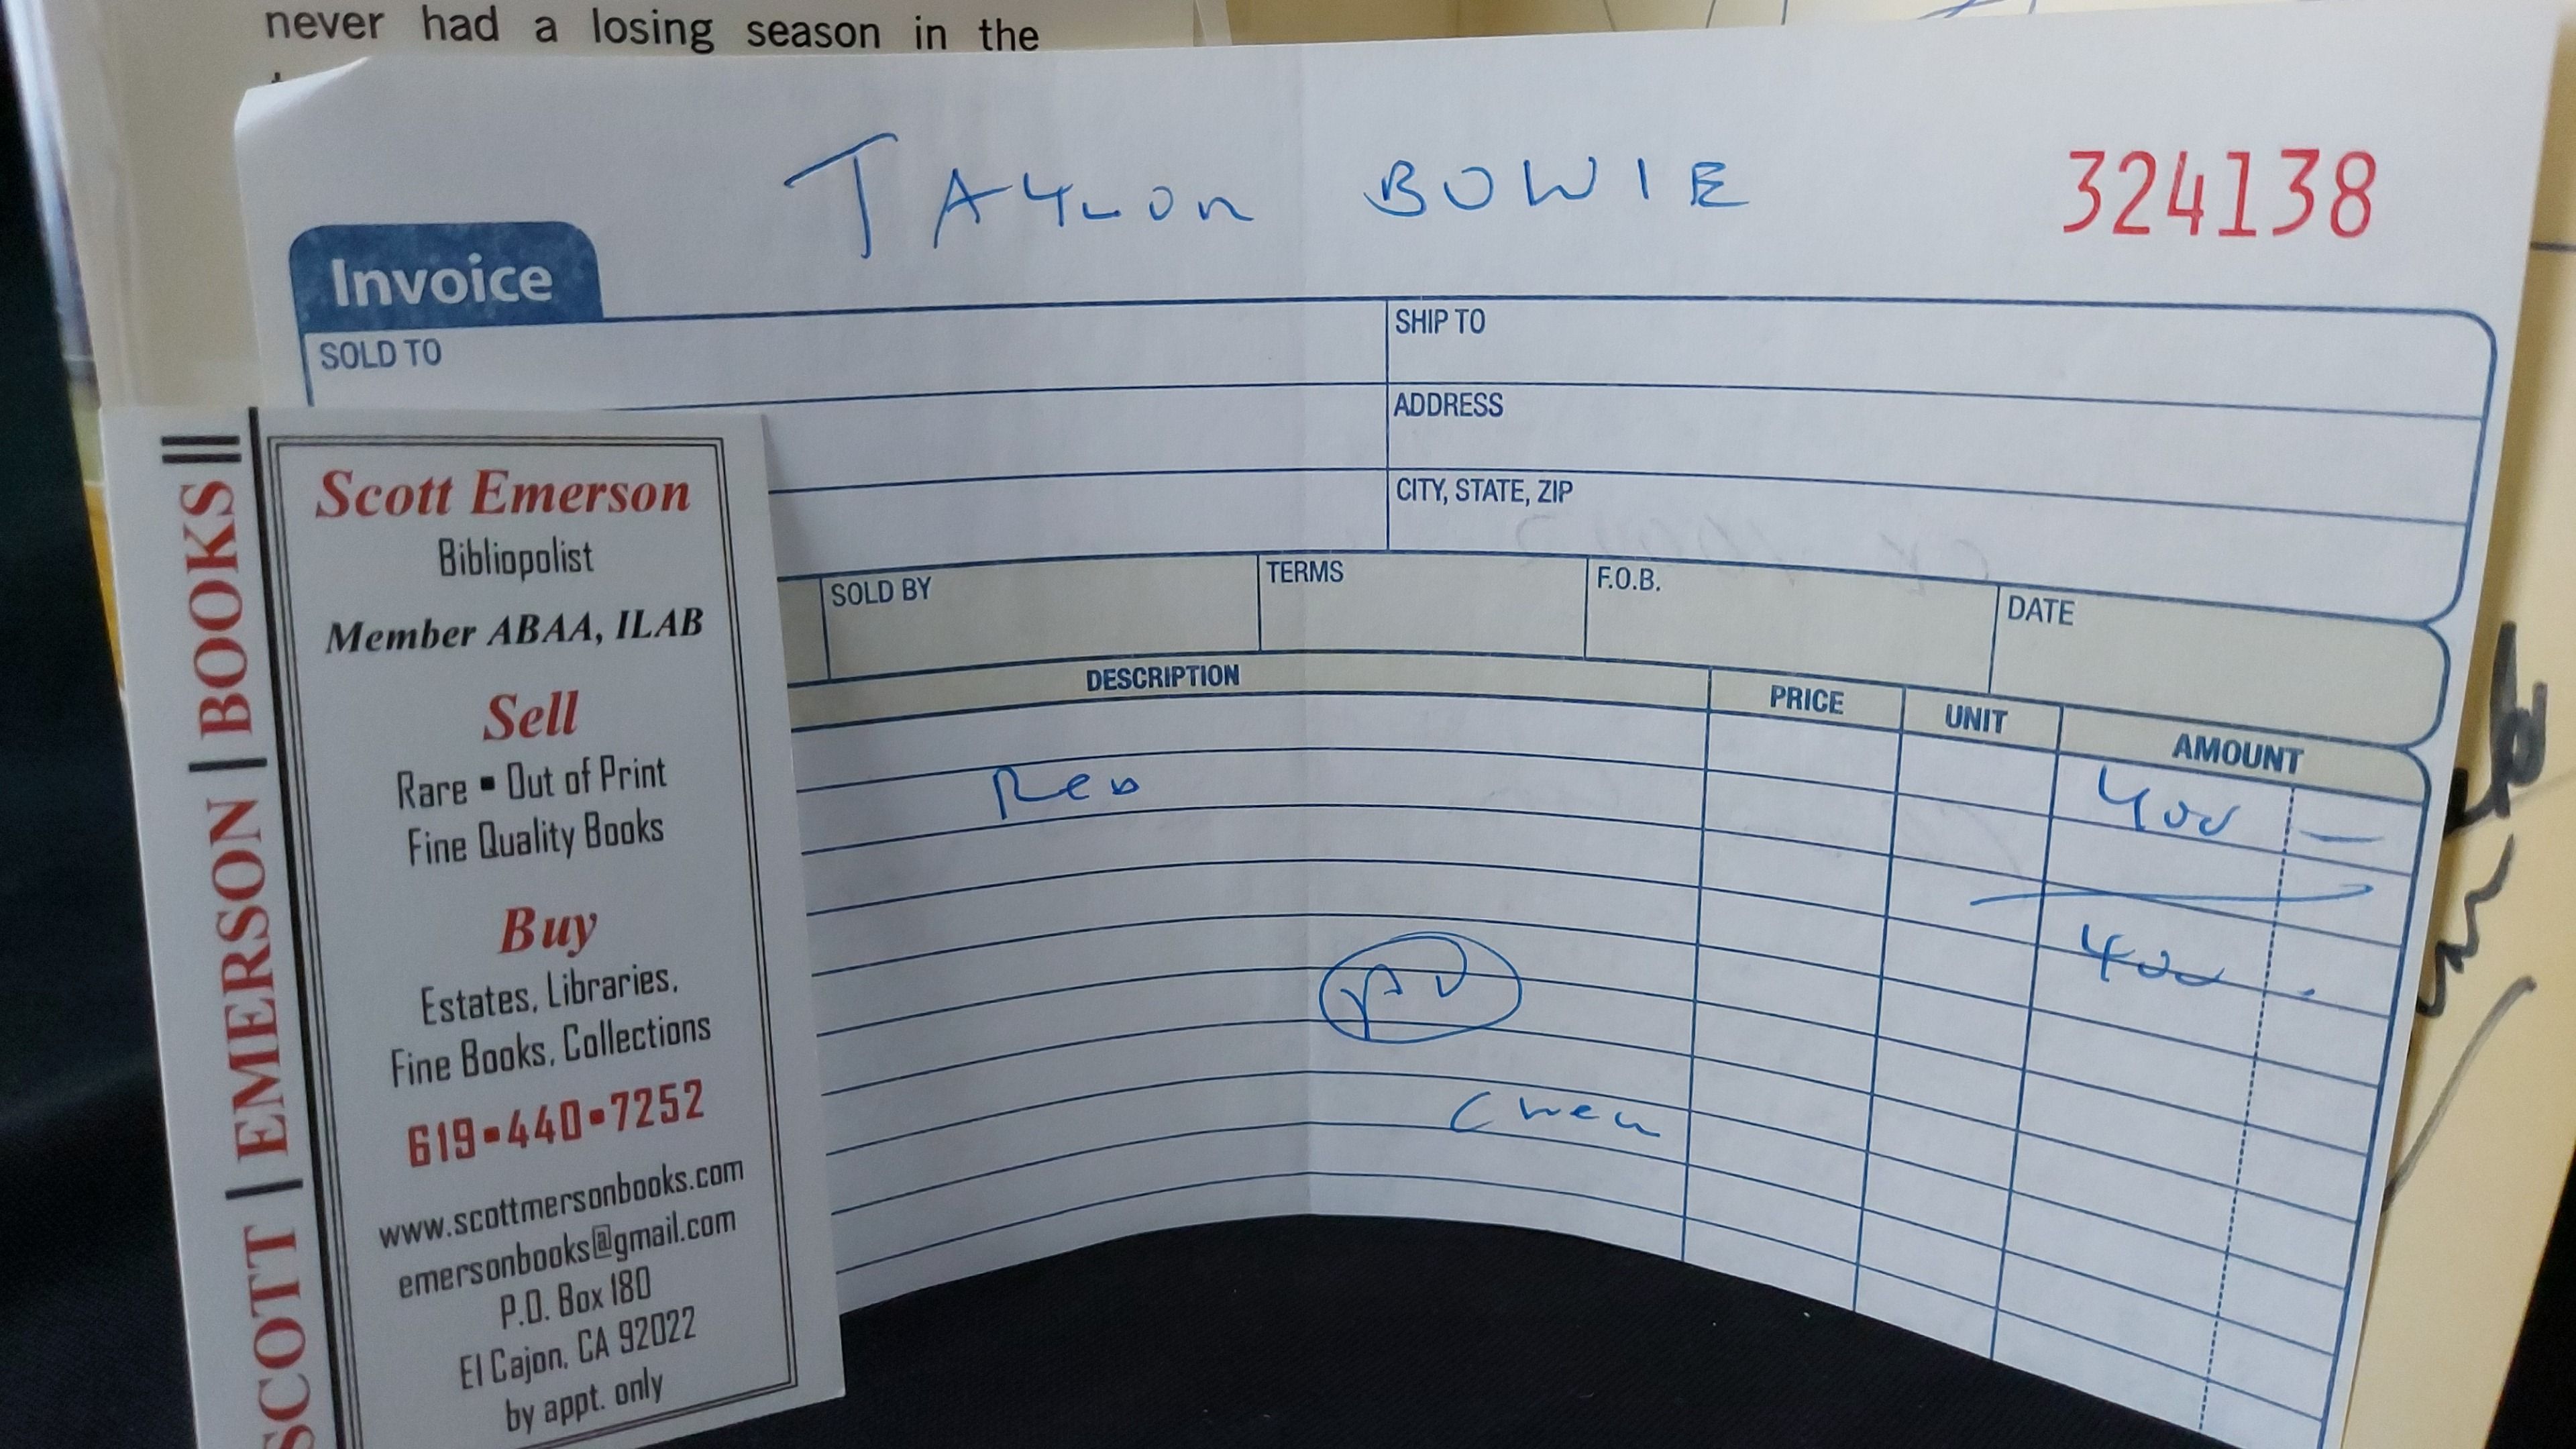 never had a losing season in the
TAYLOR BOWIE
324138
Invoice
SOLD TO
SHIP TO
ADDRESS
CITY, STATE, ZIP
SOLD BY
TERMS
F.O.B.
DATE
DESCRIPTION
PRICE
UNIT
AMOUNT
400 —
400 .
PD
SCOTT | EMERSON | BOOKS ||
Scott Emerson
Bibliopolist
Member ABAA, ILAB
Sell
Rare ▪ Out of Print
Fine Quality Books
Buy
Estates, Libraries,
Fine Books, Collections
619▪440▪7252
www.scottmersonbooks.com
emersonbooks@gmail.com
P.O. Box 180
El Cajon, CA 92022
by appt. only